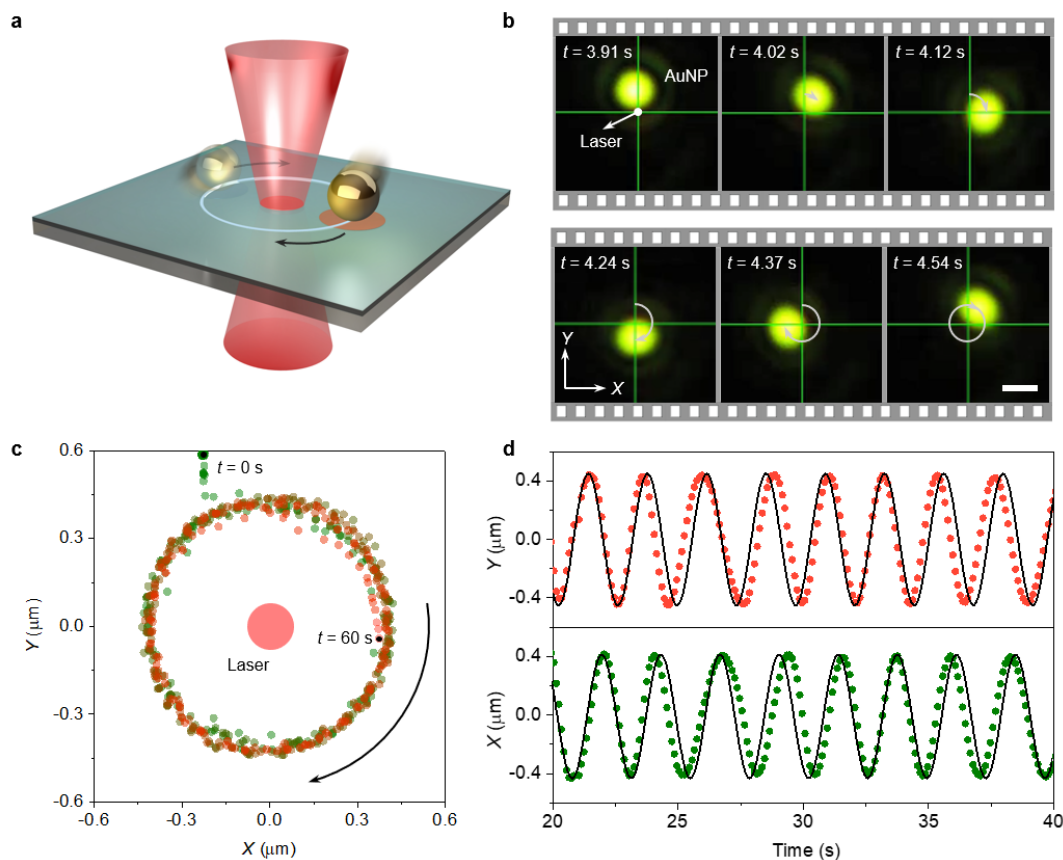 a
b
t = 3.91 s
AuNP
Laser
t = 4.02 s
t = 4.12 s
t = 4.24 s
Y
X
t = 4.37 s
t = 4.54 s
c
0.6
0.3
0.0
-0.3
-0.6
Y (μm)
t = 0 s
t = 60 s
Laser
-0.6
-0.3
0.0
0.3
0.6
X (μm)
d
0.4
0.0
-0.4
Y (μm)
0.4
0.0
-0.4
X (μm)
20
25
30
35
40
Time (s)